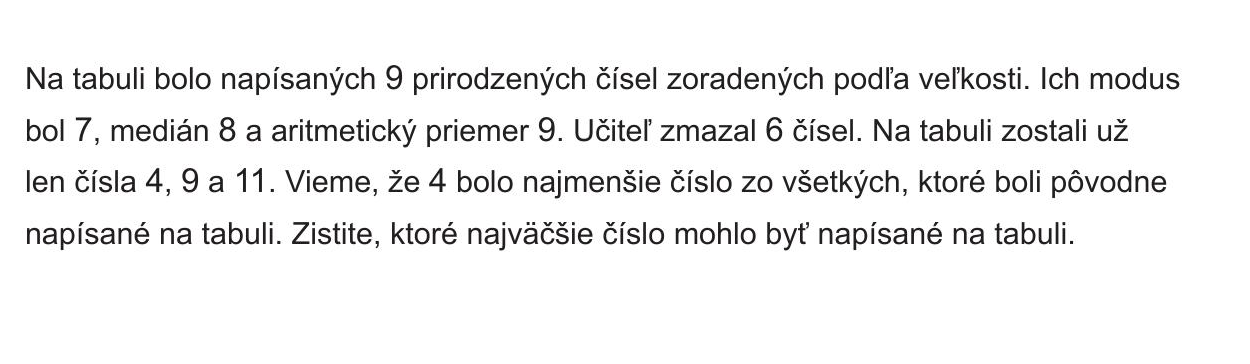 Na tabuli bolo napísaných 9 prirodzených čísel zoradených podľa veľkosti. Ich modus
bol 7, medián 8 a aritmetický priemer 9. Učiteľ zmazal 6 čísel. Na tabuli zostali už
len čísla 4, 9 a 11. Vieme, že 4 bolo najmenšie číslo zo všetkých, ktoré boli pôvodne
napísané na tabuli. Zistite, ktoré najväčšie číslo mohlo byť napísané na tabuli.